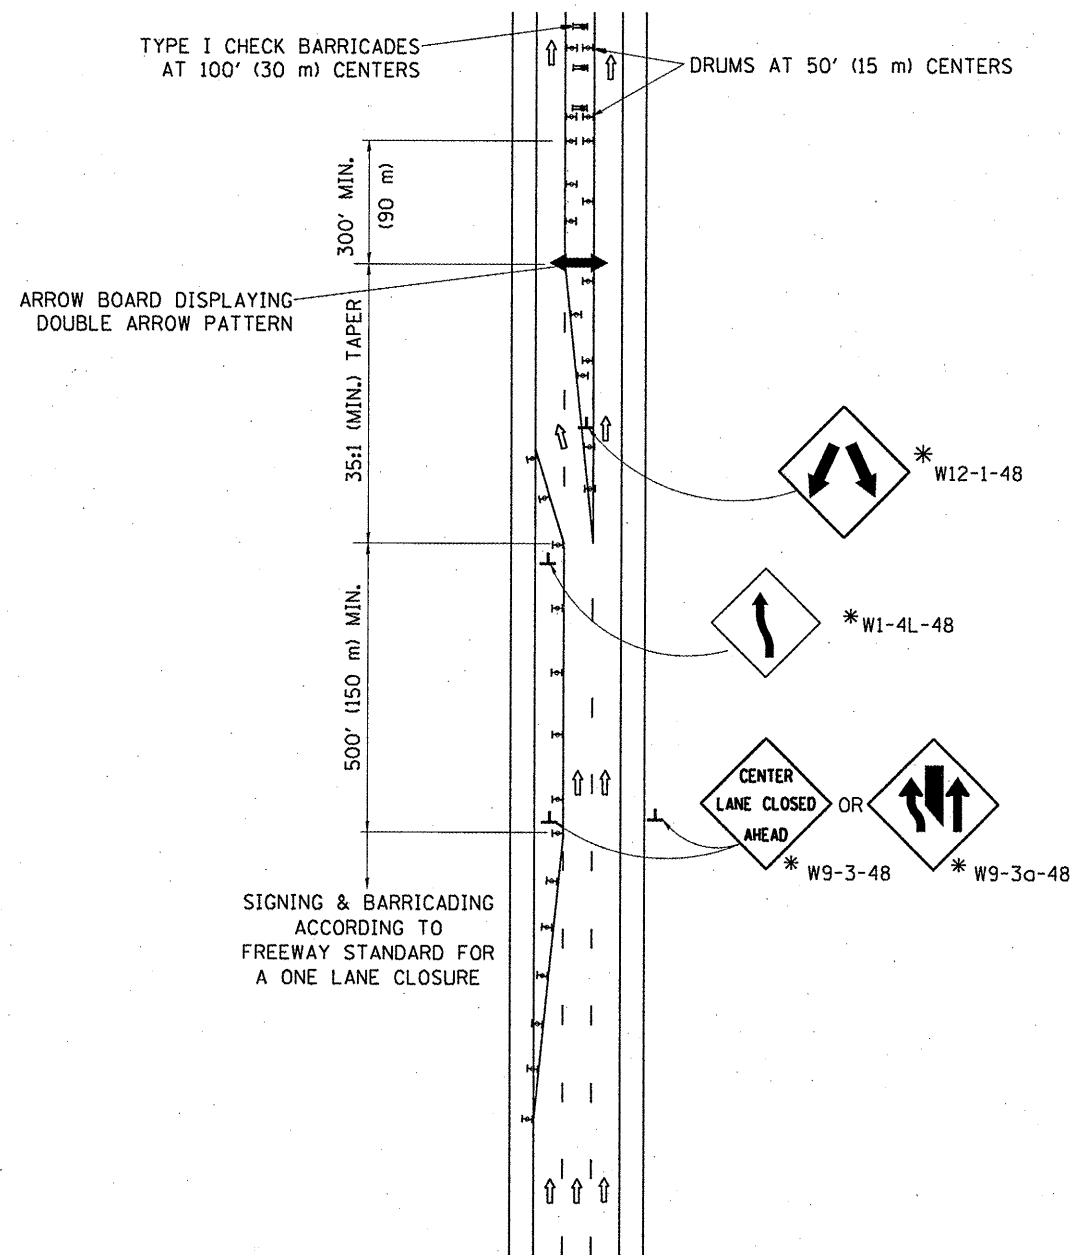 TYPE I CHECK BARRICADES
AT 100' (30 m) CENTERS
DRUMS AT 50' (15 m) CENTERS
300' MIN.
(90 m)
ARROW BOARD DISPLAYING
DOUBLE ARROW PATTERN
35:1 (MIN.) TAPER
* W12-1-48
500' (150 m) MIN.
* W1-4L-48
CENTER
LANE CLOSED
AHEAD
OR
* W9-3-48
* W9-3a-48
SIGNING & BARRICADING
ACCORDING TO
FREEWAY STANDARD FOR
A ONE LANE CLOSURE